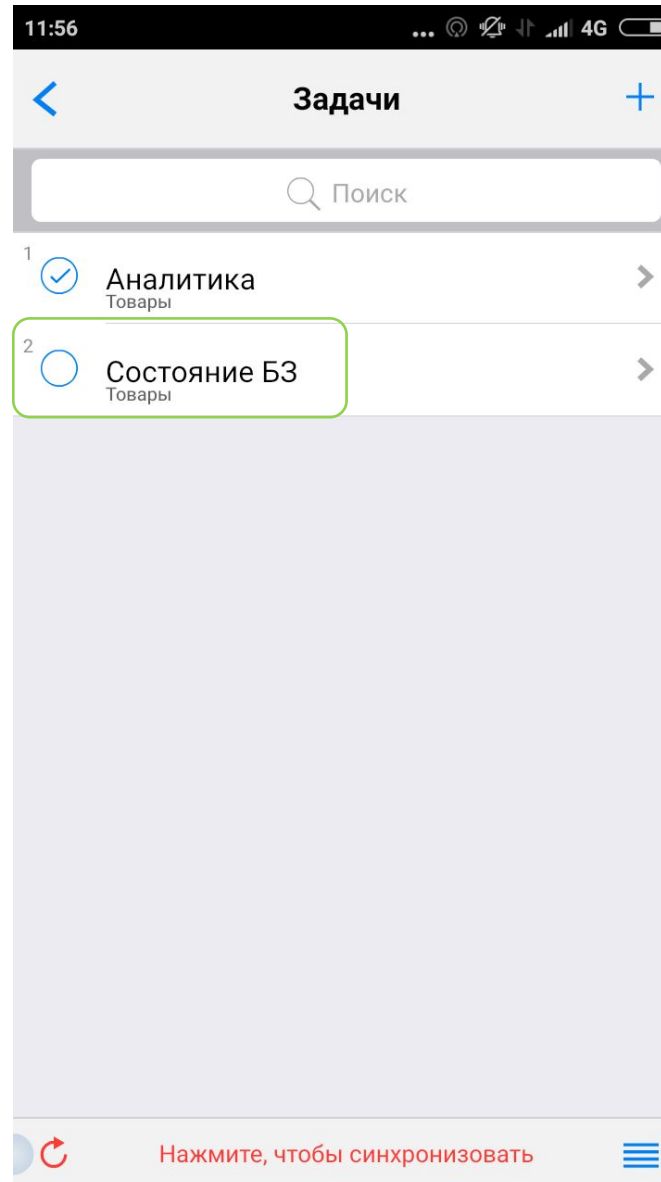 11:56
... 4G
Задачи
Поиск
1
Аналитика
Товары
2
Состояние БЗ
Товары
Нажмите, чтобы синхронизовать